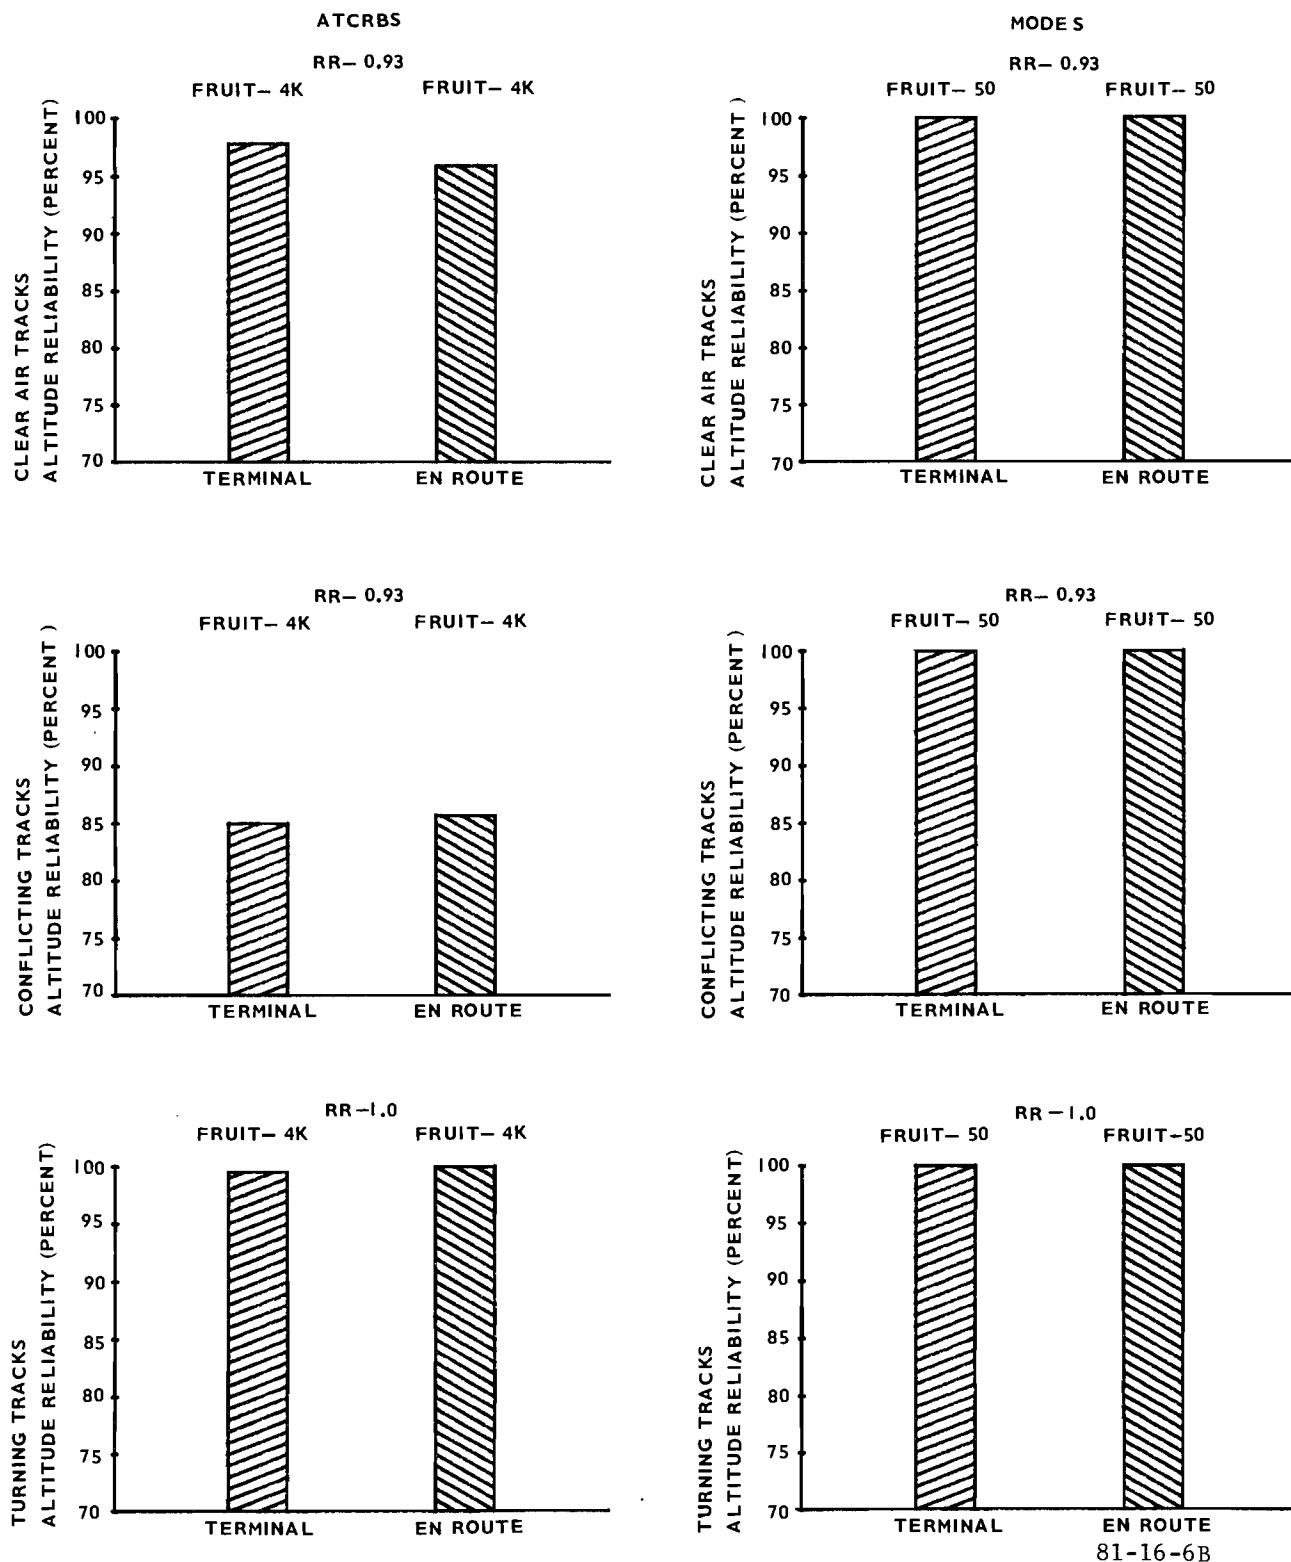 ATCRBS
RR– 0.93
FRUIT– 4K FRUIT– 4K
CLEAR AIR TRACKS
ALTITUDE RELIABILITY (PERCENT)
100
95
90
85
80
75
70
TERMINAL EN ROUTE
MODE S
RR– 0.93
FRUIT– 50 FRUIT– 50
CLEAR AIR TRACKS
ALTITUDE RELIABILITY (PERCENT )
100
95
90
85
80
75
70
TERMINAL EN ROUTE
RR– 0.93
FRUIT– 4K FRUIT– 4K
CONFLICTING TRACKS
ALTITUDE RELIABILITY (PERCENT )
100
95
90
85
80
75
70
TERMINAL EN ROUTE
RR– 0.93
FRUIT– 50 FRUIT– 50
CONFLICTING TRACKS
ALTITUDE RELIABILITY (PERCENT )
100
95
90
85
80
75
70
TERMINAL EN ROUTE
RR–1.0
FRUIT– 4K FRUIT– 4K
TURNING TRACKS
ALTITUDE RELIABILITY (PERCENT)
100
95
90
85
80
75
70
TERMINAL EN ROUTE
RR–1.0
FRUIT– 50 FRUIT–50
TURNING TRACKS
ALTITUDE RELIABILITY (PERCENT)
100
95
90
85
80
75
70
TERMINAL EN ROUTE
81-16-6B